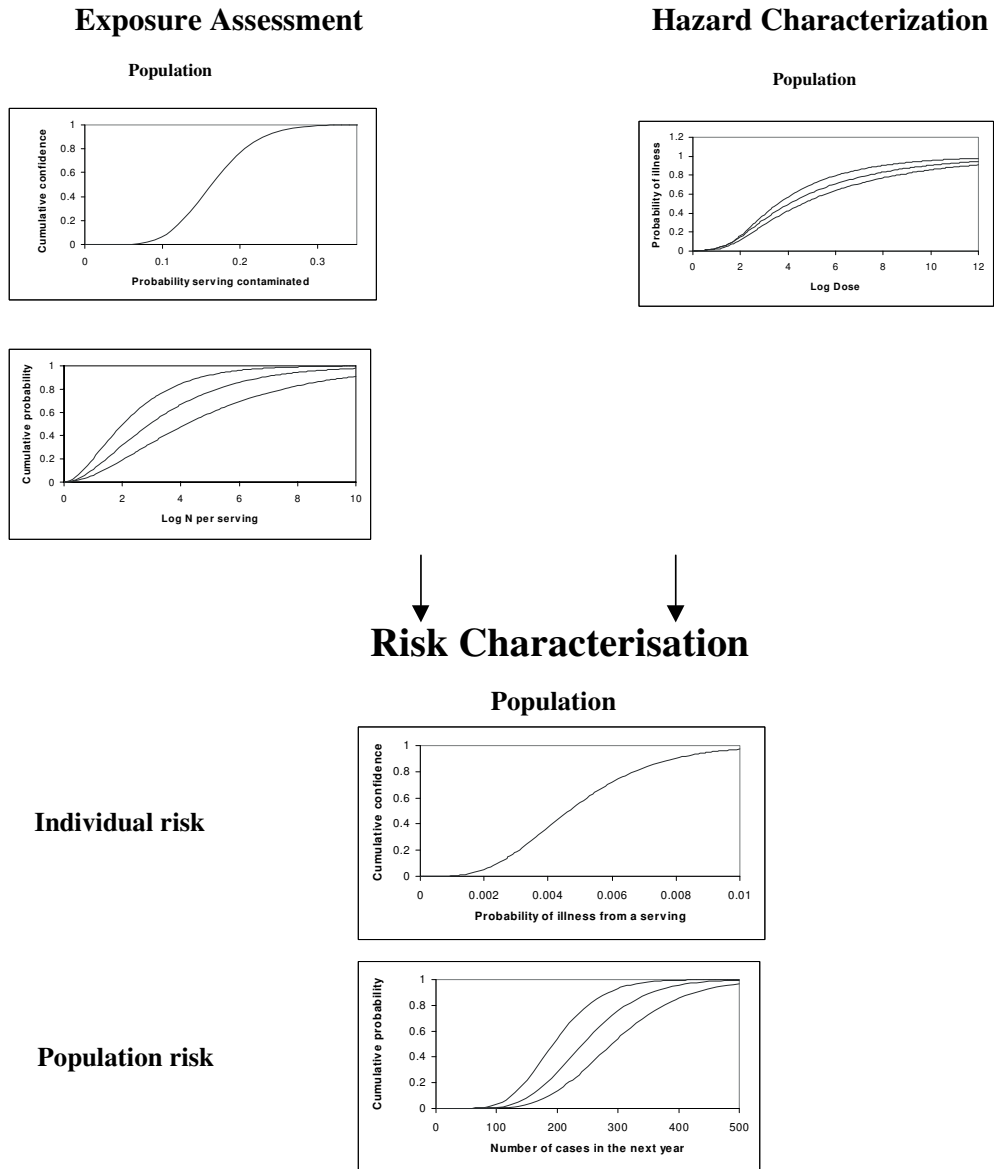 Exposure Assessment
Hazard Characterization
Population
Population
Cumulative confidence
1
0.8
0.6
0.4
0.2
0
0 0.1 0.2 0.3
Probability serving contaminated
Probability of illness
1.2
1
0.8
0.6
0.4
0.2
0
0 2 4 6 8 10 12
Log Dose
Cumulative probability
1
0.8
0.6
0.4
0.2
0
0 2 4 6 8 10
Log N per serving
Risk Characterisation
Population
Individual risk
Cumulative confidence
1
0.8
0.6
0.4
0.2
0
0 0.002 0.004 0.006 0.008 0.01
Probability of illness from a serving
Population risk
Cumulative probability
1
0.8
0.6
0.4
0.2
0
0 100 200 300 400 500
Number of cases in the next year